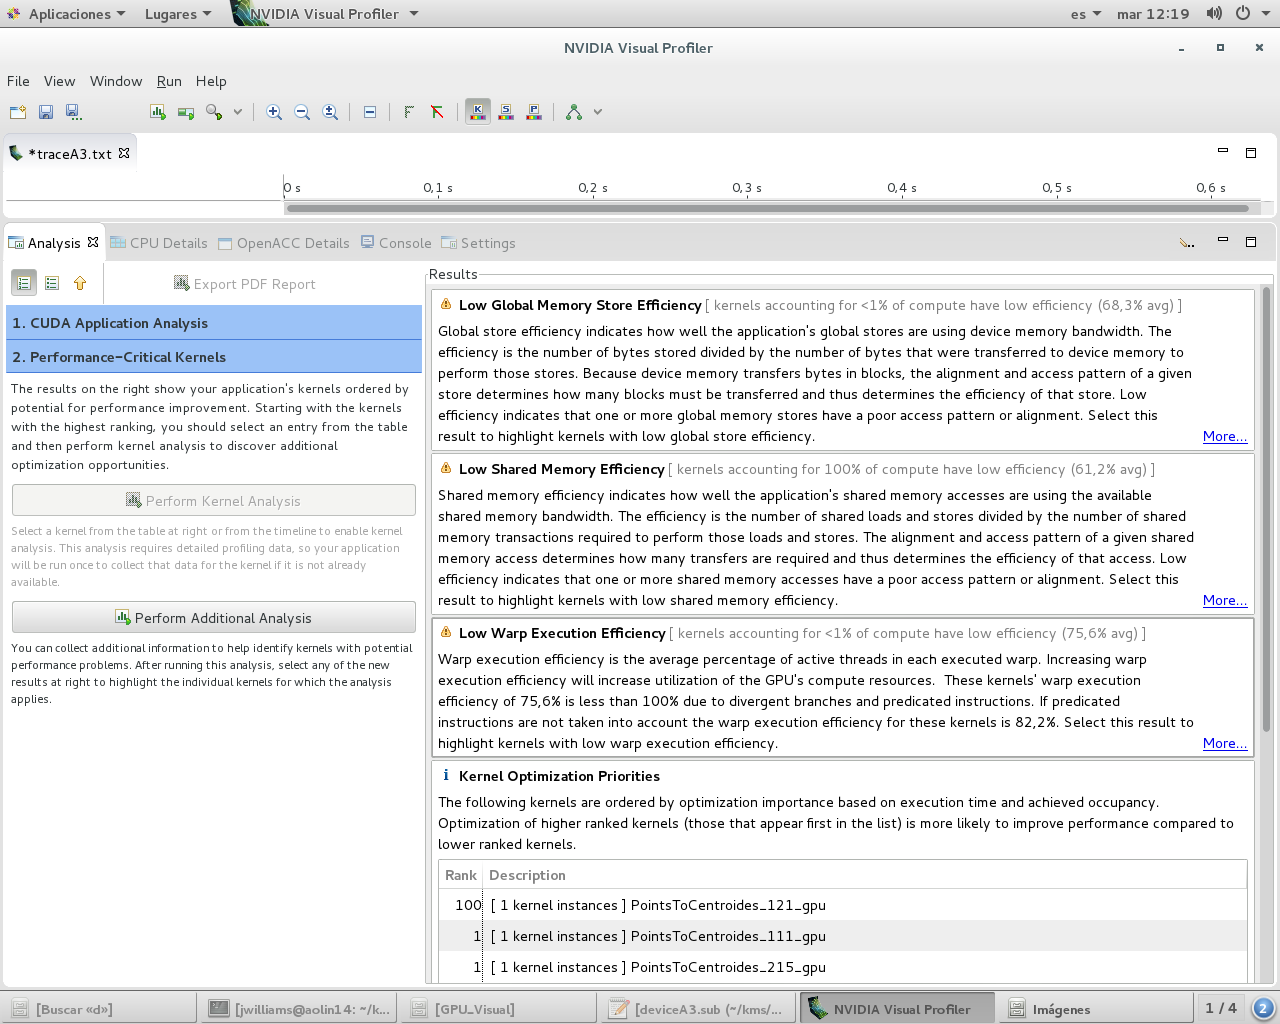 Aplicaciones Lugares NVIDIA Visual Profiler es mar 12:19
NVIDIA Visual Profiler
File View Window Run Help
K S P
*traceA3.txt
0 s 0,1 s 0,2 s 0,3 s 0,4 s 0,5 s 0,6 s
Analysis CPU Details OpenACC Details Console Settings
Export PDF Report
1. CUDA Application Analysis
2. Performance-Critical Kernels
The results on the right show your application's kernels ordered by
potential for performance improvement. Starting with the kernels
with the highest ranking, you should select an entry from the table
and then perform kernel analysis to discover additional
optimization opportunities.
Perform Kernel Analysis
Select a kernel from the table at right or from the timeline to enable kernel
analysis. This analysis requires detailed profiling data, so your application
will be run once to collect that data for the kernel if it is not already
available.
Perform Additional Analysis
You can collect additional information to help identify kernels with potential
performance problems. After running this analysis, select any of the new
results at right to highlight the individual kernels for which the analysis
applies.
Results
Low Global Memory Store Efficiency [ kernels accounting for <1% of compute have low efficiency (68,3% avg) ]
Global store efficiency indicates how well the application's global stores are using device memory bandwidth. The
efficiency is the number of bytes stored divided by the number of bytes that were transferred to device memory to
perform those stores. Because device memory transfers bytes in blocks, the alignment and access pattern of a given
store determines how many blocks must be transferred and thus determines the efficiency of that store. Low
efficiency indicates that one or more global memory stores have a poor access pattern or alignment. Select this
result to highlight kernels with low global store efficiency. More...
Low Shared Memory Efficiency [ kernels accounting for 100% of compute have low efficiency (61,2% avg) ]
Shared memory efficiency indicates how well the application's shared memory accesses are using the available
shared memory bandwidth. The efficiency is the number of shared loads and stores divided by the number of shared
memory transactions required to perform those loads and stores. The alignment and access pattern of a given shared
memory access determines how many transfers are required and thus determines the efficiency of that access. Low
efficiency indicates that one or more shared memory accesses have a poor access pattern or alignment. Select this
result to highlight kernels with low shared memory efficiency. More...
Low Warp Execution Efficiency [ kernels accounting for <1% of compute have low efficiency (75,6% avg) ]
Warp execution efficiency is the average percentage of active threads in each executed warp. Increasing warp
execution efficiency will increase utilization of the GPU's compute resources. These kernels' warp execution
efficiency of 75,6% is less than 100% due to divergent branches and predicated instructions. If predicated
instructions are not taken into account the warp execution efficiency for these kernels is 82,2%. Select this result to
highlight kernels with low warp execution efficiency. More...
Kernel Optimization Priorities
The following kernels are ordered by optimization importance based on execution time and achieved occupancy.
Optimization of higher ranked kernels (those that appear first in the list) is more likely to improve performance compared to
lower ranked kernels.
Rank Description
100 [ 1 kernel instances ] PointsToCentroides_121_gpu
1 [ 1 kernel instances ] PointsToCentroides_111_gpu
1 [ 1 kernel instances ] PointsToCentroides_215_gpu
[Buscar «d»] [jwilliams@aolin14: ~/k... [GPU_Visual] [deviceA3.sub (~/kms/... NVIDIA Visual Profiler Imágenes 1 / 4 2